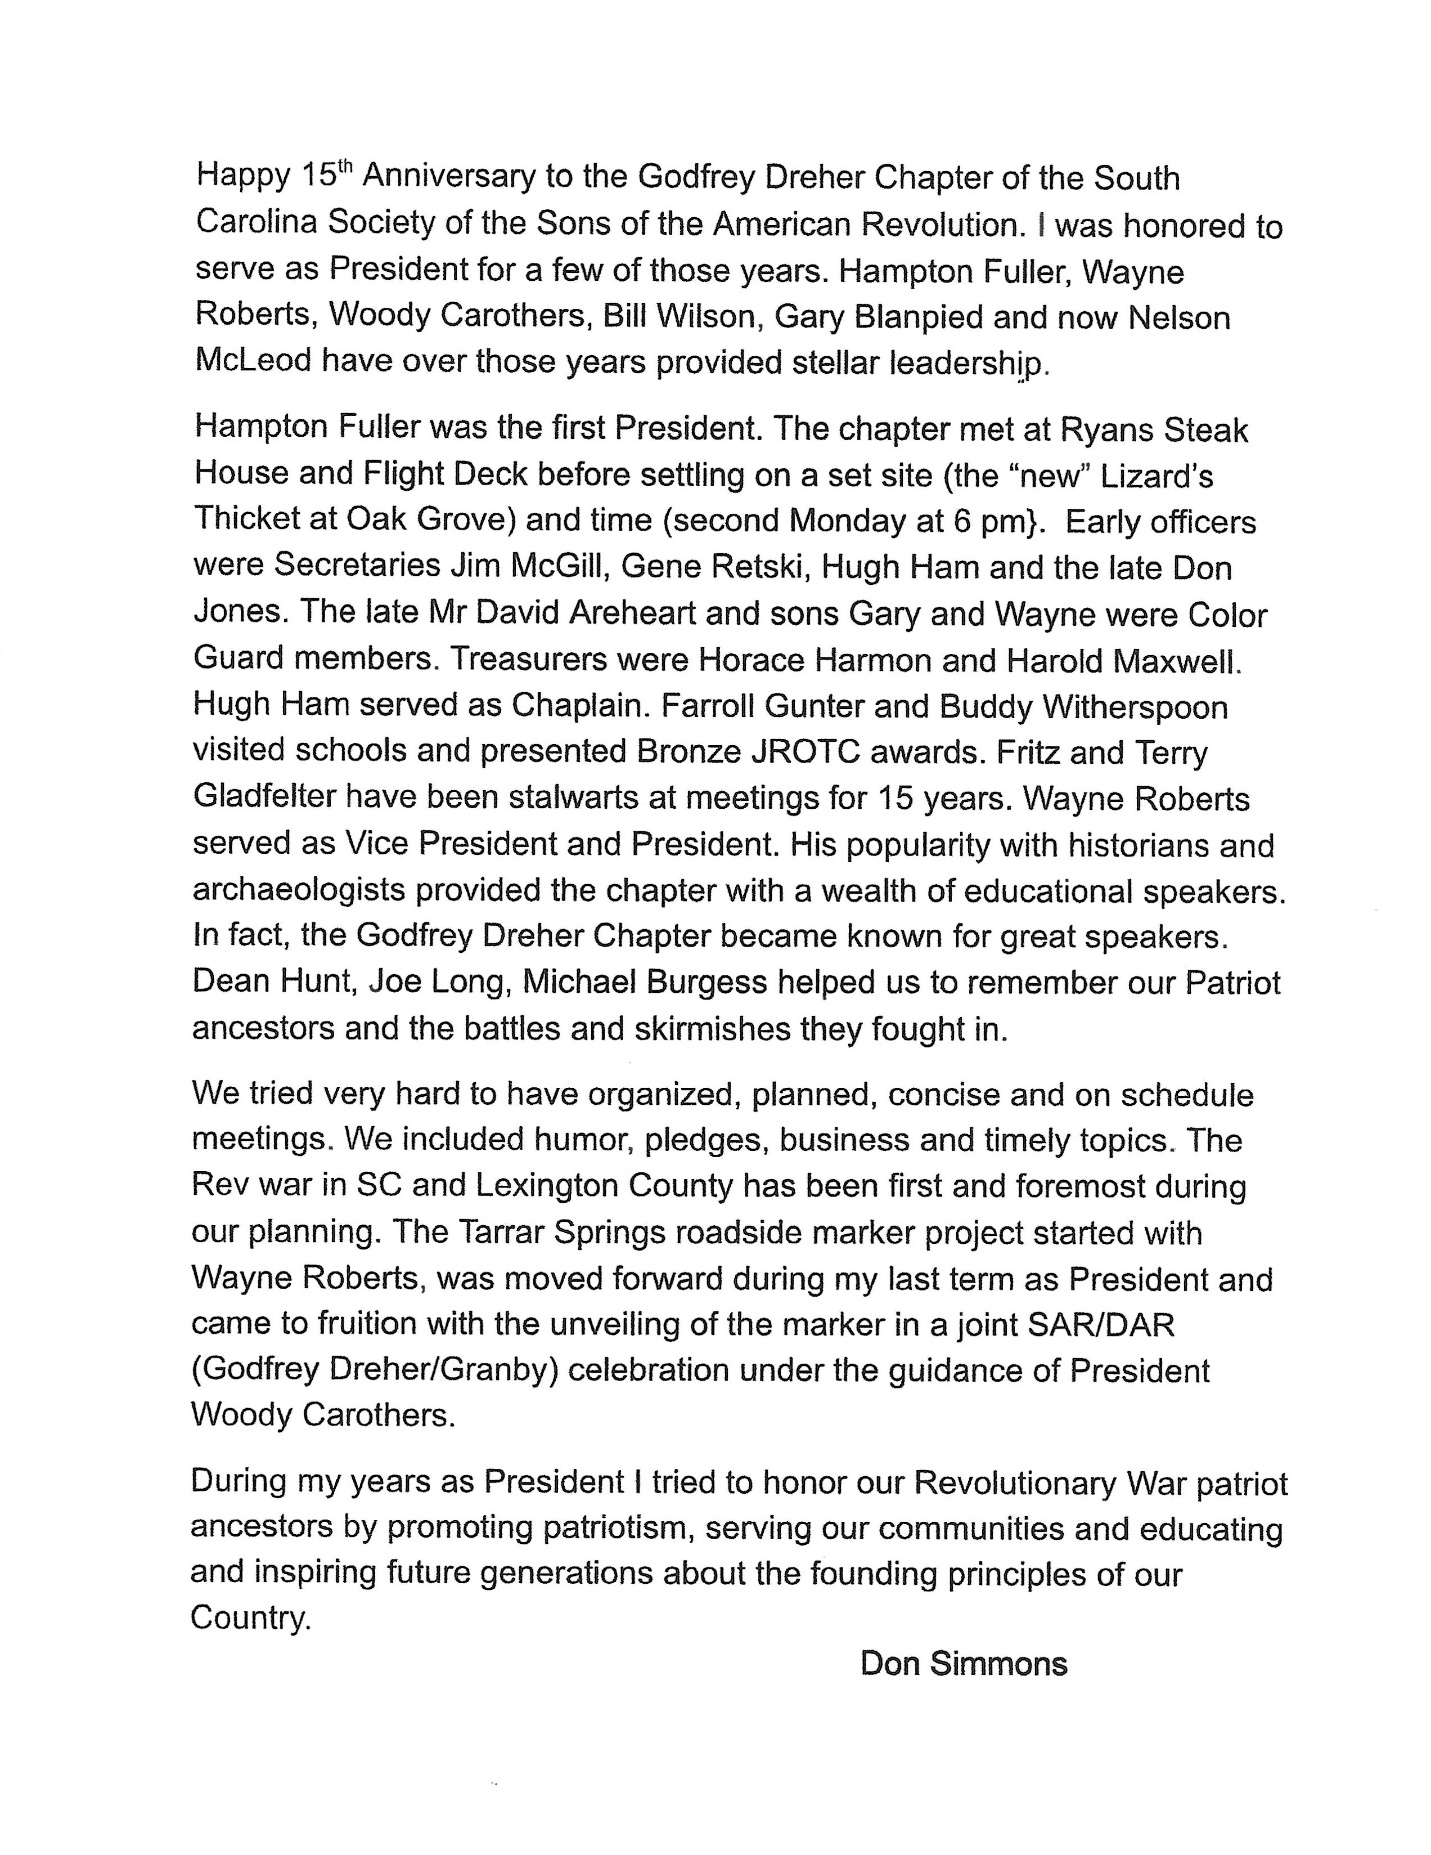 Happy 15th Anniversary to the Godfrey Dreher Chapter of the South
Carolina Society of the Sons of the American Revolution. I was honored to
serve as President for a few of those years. Hampton Fuller, Wayne
Roberts, Woody Carothers, Bill Wilson, Gary Blanpied and now Nelson
McLeod have over those years provided stellar leadership.
Hampton Fuller was the first President. The chapter met at Ryans Steak
House and Flight Deck before settling on a set site (the “new” Lizard’s
Thicket at Oak Grove) and time (second Monday at 6 pm}.  Early officers
were Secretaries Jim McGill, Gene Retski, Hugh Ham and the late Don
Jones. The late Mr David Areheart and sons Gary and Wayne were Color
Guard members. Treasurers were Horace Harmon and Harold Maxwell.
Hugh Ham served as Chaplain. Farroll Gunter and Buddy Witherspoon
visited schools and presented Bronze JROTC awards. Fritz and Terry
Gladfelter have been stalwarts at meetings for 15 years. Wayne Roberts
served as Vice President and President. His popularity with historians and
archaeologists provided the chapter with a wealth of educational speakers.
In fact, the Godfrey Dreher Chapter became known for great speakers.
Dean Hunt, Joe Long, Michael Burgess helped us to remember our Patriot
ancestors and the battles and skirmishes they fought in.
We tried very hard to have organized, planned, concise and on schedule
meetings. We included humor, pledges, business and timely topics. The
Rev war in SC and Lexington County has been first and foremost during
our planning. The Tarrar Springs roadside marker project started with
Wayne Roberts, was moved forward during my last term as President and
came to fruition with the unveiling of the marker in a joint SAR/DAR
(Godfrey Dreher/Granby) celebration under the guidance of President
Woody Carothers.
During my years as President I tried to honor our Revolutionary War patriot
ancestors by promoting patriotism, serving our communities and educating
and inspiring future generations about the founding principles of our
Country.
Don Simmons